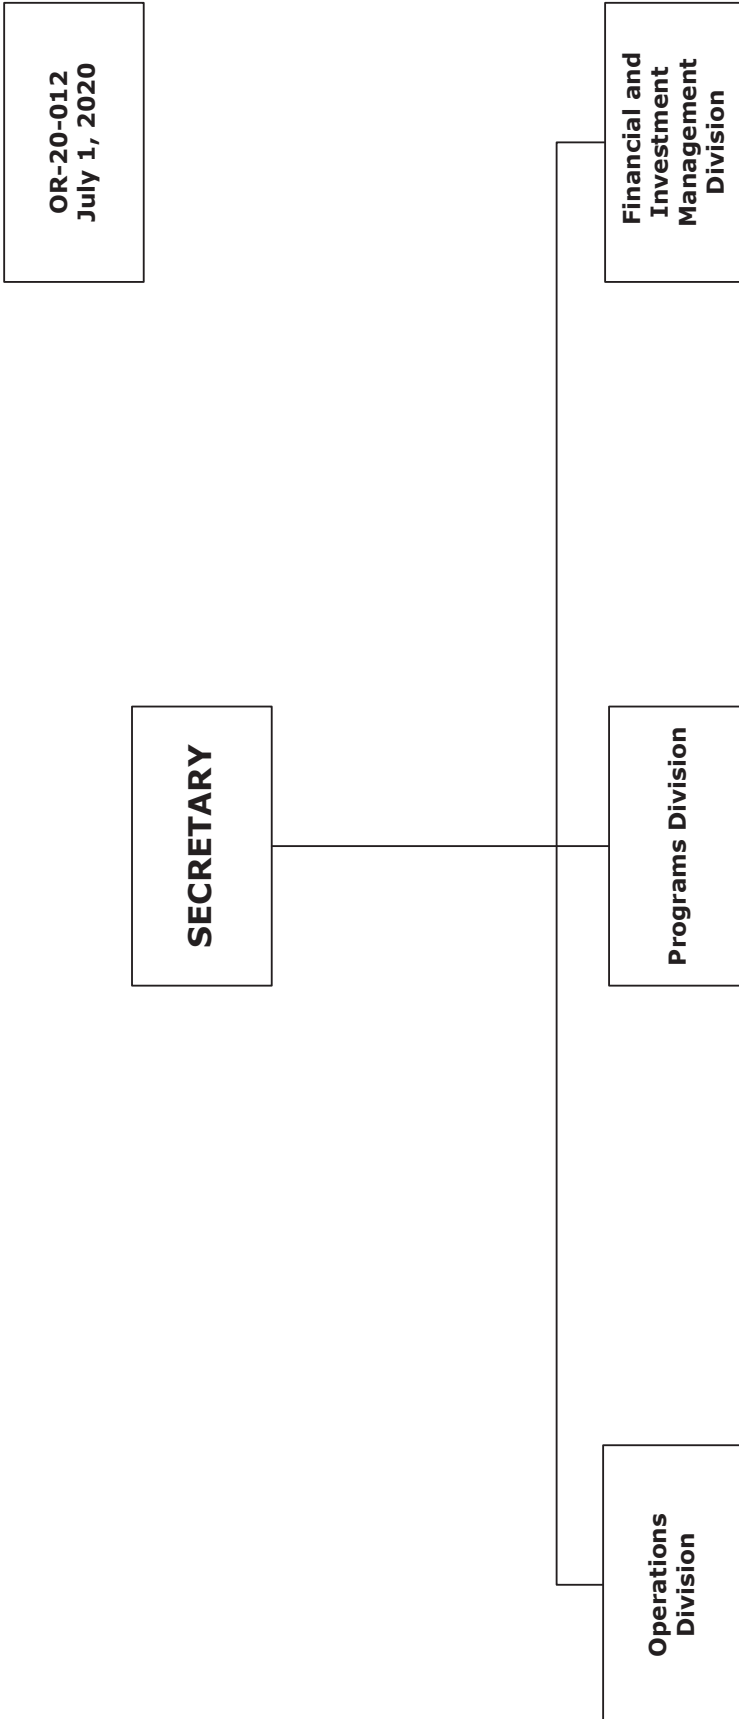 OR-20-012
July 1, 2020
SECRETARY
Operations
Division
Programs Division
Financial and
Investment
Management
Division